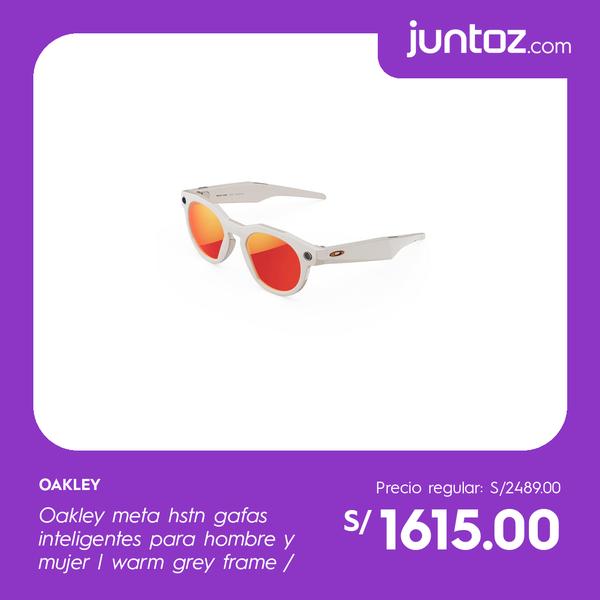 juntoz.com
OAKLEY
Oakley meta hstn gafas
inteligentes para hombre y
mujer | warm grey frame /
Precio regular: S/2489.00
S/1615.00